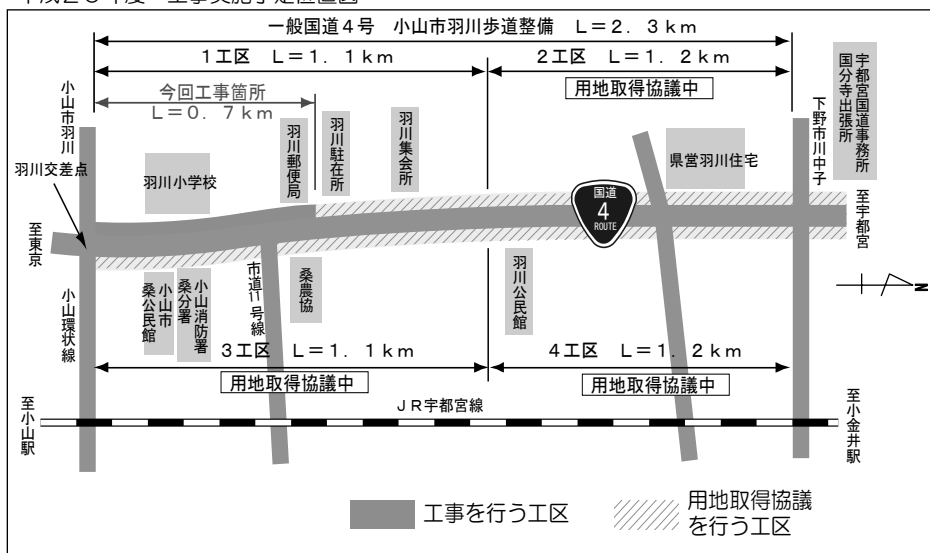 一般国道４号　小山市羽川歩道整備　Ｌ＝２．３ｋｍ
１工区　Ｌ＝１．１ｋｍ
２工区　Ｌ＝１．２ｋｍ
用地取得協議中
今回工事箇所
Ｌ＝０．７ｋｍ
小山市羽川
羽川交差点
羽川小学校
羽川郵便局
羽川駐在所
羽川集会所
県営羽川住宅
下野市川中子
宇都宮国道事務所
国分寺出張所
至東京
国道
4
ROUTE
至宇都宮
小山環状線
小山市
桑公民館
小山消防署
桑分署
市道11号線
桑農協
羽川公民館
N
３工区　Ｌ＝１．１ｋｍ
用地取得協議中
４工区　Ｌ＝１．２ｋｍ
用地取得協議中
至小山駅
ＪＲ宇都宮線
至小金井駅
工事を行う工区
用地取得協議
を行う工区